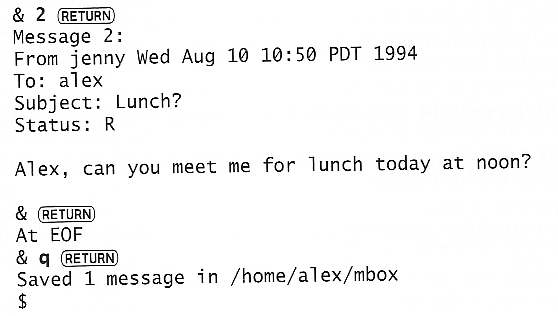 & 2 RETURN
Message 2:
From jenny Wed Aug 10 10:50 PDT 1994
To: alex
Subject: Lunch?
Status: R
Alex, can you meet me for lunch today at noon?
& RETURN
At EOF
& q RETURN
Saved 1 message in /home/alex/mbox
$